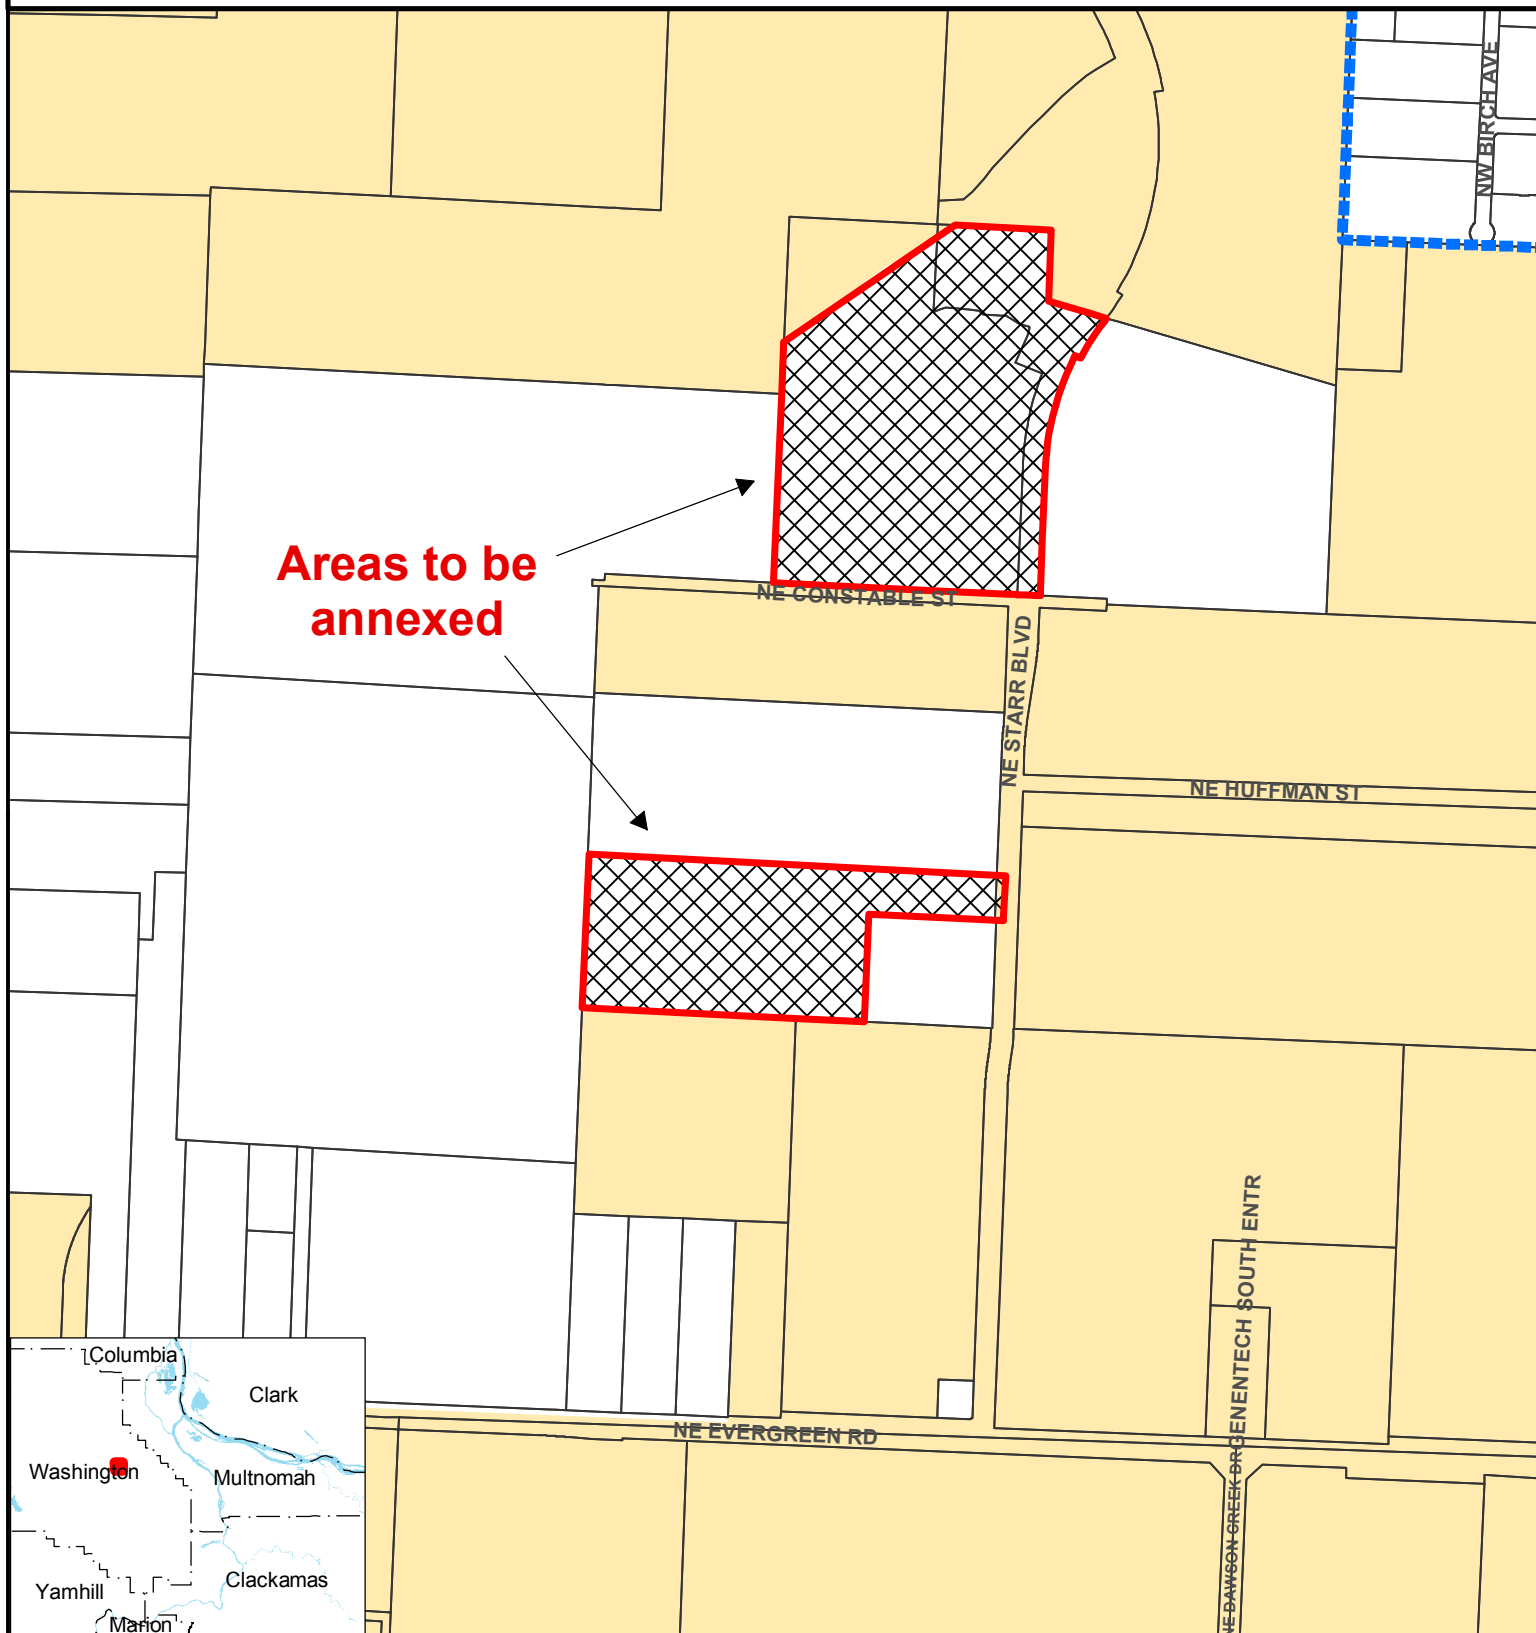 NW BIRCH AVE
Areas to be
annexed
NE CONSTABLE ST
NE STARR BLVD
NE HUFFMAN ST
GENENTECH SOUTH ENTR
NE EVERGREEN RD
NE DAWSON CREEK DR
Columbia
Clark
Washington
Multnomah
Yamhill
Clackamas
Marion